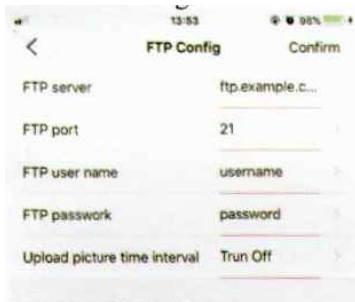 13:53 98%
FTP Config Confirm
FTP server ftp.example.c...
FTP port 21
FTP user name username
FTP passwork password
Upload picture time interval Trun Off